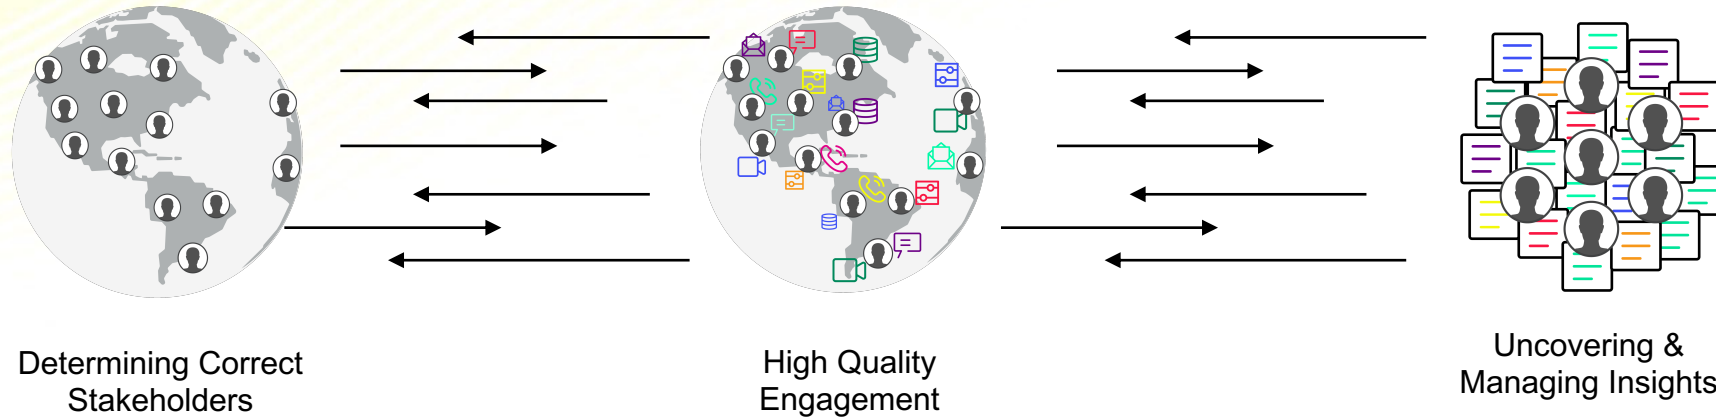 Determining Correct
Stakeholders
High Quality
Engagement
Uncovering &
Managing Insights